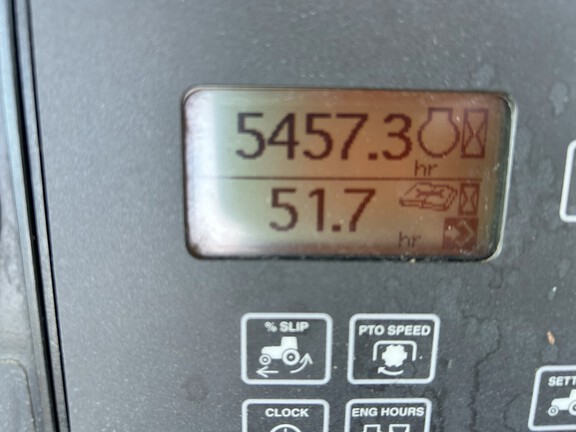 5457.3
hr
51.7
hr
% SLIP
PTO SPEED
CLOCK
ENG HOURS